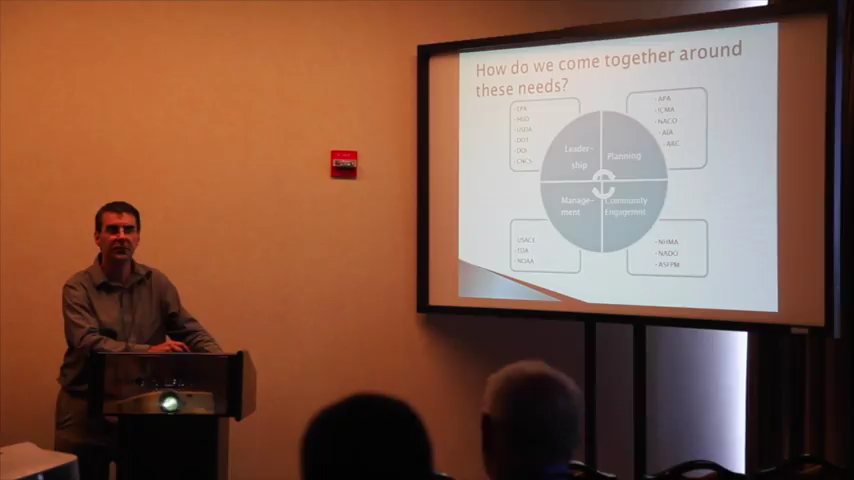 How do we come together around
these needs?
- EPA
- HUD
- USDA
- DOT
- DOI
- CNCS
- APA
- ICMA
- NACO
- AIA
- ARC
Leader-
ship
Planning
Manage-
ment
Community
Engagement
- USACE
- NOAA
- NHMA
- NADO
- ASFPM